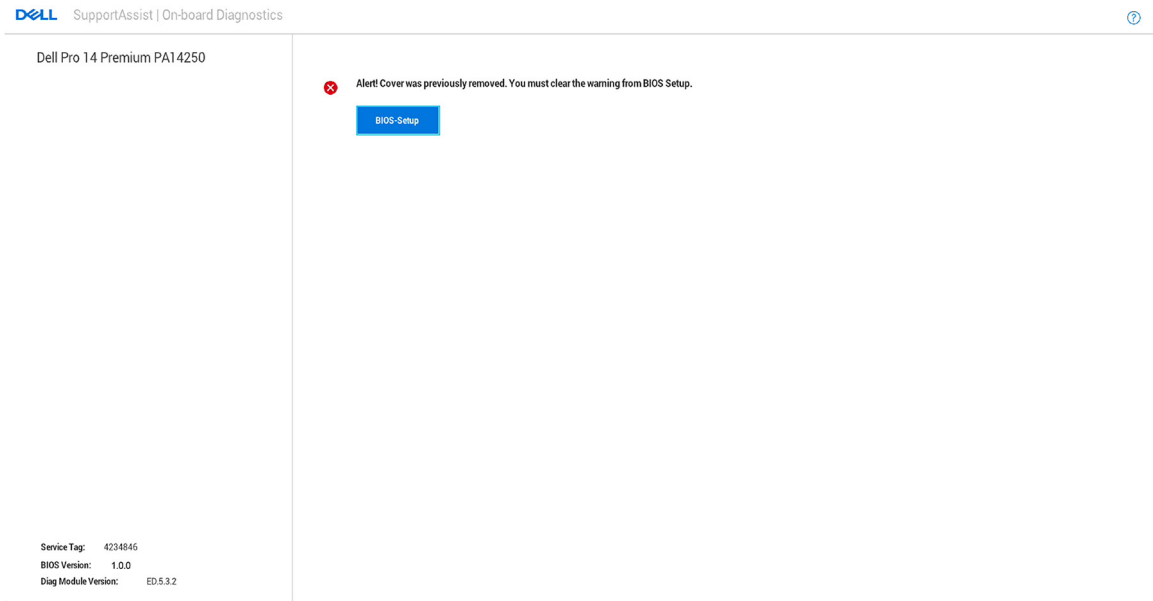 DELL SupportAssist | On-board Diagnostics
?
Dell Pro 14 Premium PA14250
Alert! Cover was previously removed. You must clear the warning from BIOS Setup.
BIOS-Setup
Service Tag: 4234846
BIOS Version: 1.0.0
Diag Module Version: ED.5.3.2